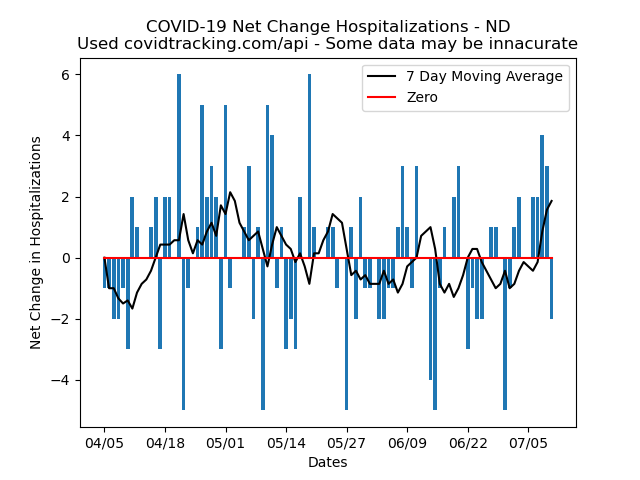 COVID-19 Net Change Hospitalizations - ND
Used covidtracking.com/api - Some data may be innacurate
7 Day Moving Average
Zero
Net Change in Hospitalizations
6
4
2
0
−2
−4
04/05 04/18 05/01 05/14 05/27 06/09 06/22 07/05
Dates